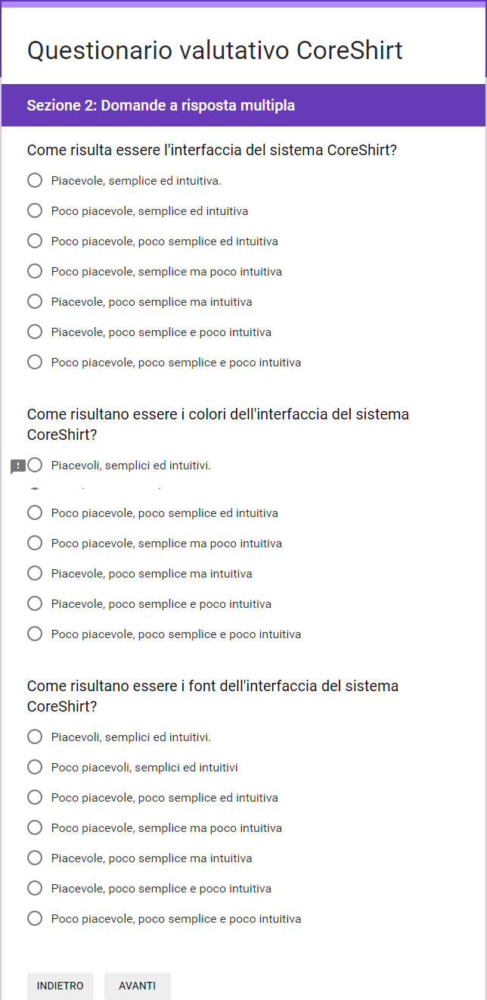 Questionario valutativo CoreShirt
Sezione 2: Domande a risposta multipla
Come risulta essere l'interfaccia del sistema CoreShirt?
Piacevole, semplice ed intuitiva.
Poco piacevole, semplice ed intuitiva
Poco piacevole, poco semplice ed intuitiva
Poco piacevole, semplice ma poco intuitiva
Piacevole, poco semplice ma intuitiva
Piacevole, poco semplice e poco intuitiva
Poco piacevole, poco semplice e poco intuitiva
Come risultano essere i colori dell'interfaccia del sistema
CoreShirt?
Piacevoli, semplici ed intuitivi.
Poco piacevole, poco semplice ed intuitiva
Poco piacevole, semplice ma poco intuitiva
Piacevole, poco semplice ma intuitiva
Piacevole, poco semplice e poco intuitiva
Poco piacevole, poco semplice e poco intuitiva
Come risultano essere i font dell'interfaccia del sistema
CoreShirt?
Piacevoli, semplici ed intuitivi.
Poco piacevoli, semplici ed intuitivi
Poco piacevole, poco semplice ed intuitiva
Poco piacevole, semplice ma poco intuitiva
Piacevole, poco semplice ma intuitiva
Piacevole, poco semplice e poco intuitiva
Poco piacevole, poco semplice e poco intuitiva
INDIETRO AVANTI